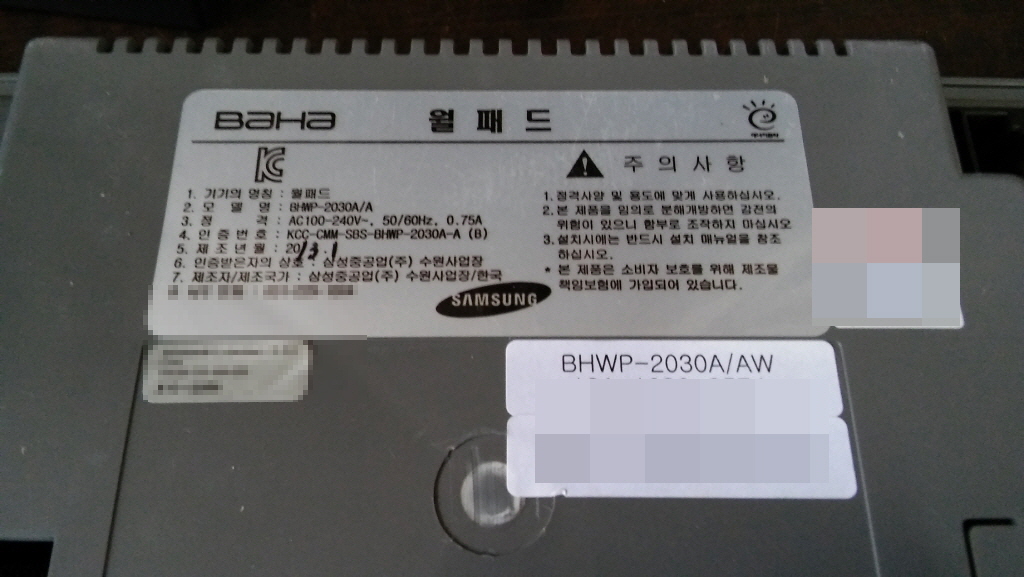 BaHa 월패드
KC
1. 기기의 명칭 : 월패드
2. 모 델 명 : BHWP-2030A/A
3. 정 격 : AC100-240V~, 50/60Hz, 0.75A
4. 인증번호 : KCC-CMM-SBS-BHWP-2030A-A (B)
5. 제조년월 : 2013.1
6. 인증받은자의 상호 : 삼성중공업(주) 수원사업장
7. 제조자/제조국가 : 삼성중공업(주) 수원사업장/한국
SAMSUNG
주의사항
1.정격사양 및 용도에 맞게 사용하십시오.
2.본 제품을 임의로 분해개방하면 감전의
위험이 있으니 함부로 조작하지 마십시오
3.설치시에는 반드시 설치 매뉴얼을 참조
하십시오.
* 본 제품은 소비자 보호를 위해 제조물
책임보험에 가입되어 있습니다.
BHWP-2030A/AW